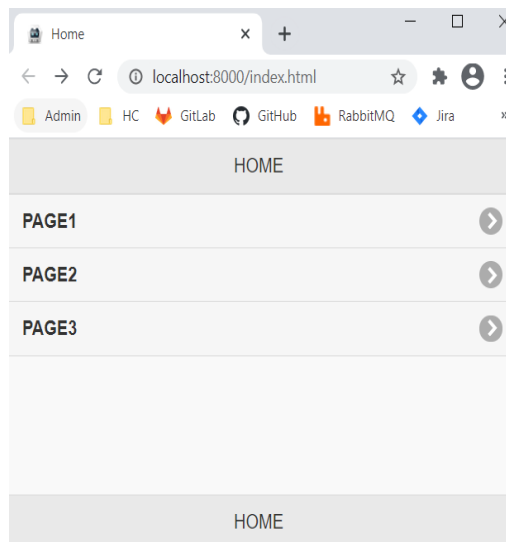 Home
localhost:8000/index.html
Admin HC GitLab GitHub RabbitMQ Jira »
HOME
PAGE1
PAGE2
PAGE3
HOME